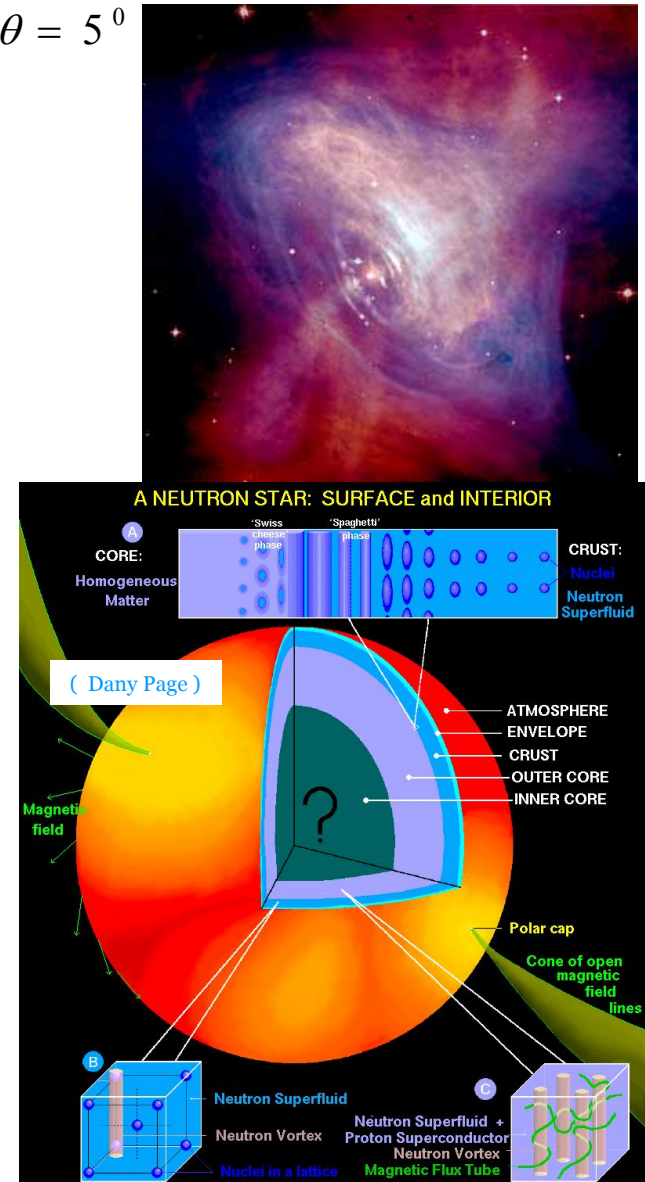 θ = 5 ⁰
A NEUTRON STAR: SURFACE and INTERIOR
A
'Swiss
cheese'
phase
'Spaghetti'
phase
CORE:
Homogeneous
Matter
CRUST:
Nuclei
Neutron
Superfluid
( Dany Page )
ATMOSPHERE
ENVELOPE
CRUST
OUTER CORE
INNER CORE
?
Magnetic
field
Polar cap
Cone of open
magnetic
field
lines
B
Neutron Superfluid
Neutron Vortex
Nuclei in a lattice
C
Neutron Superfluid +
Proton Superconductor
Neutron Vortex
Magnetic Flux Tube